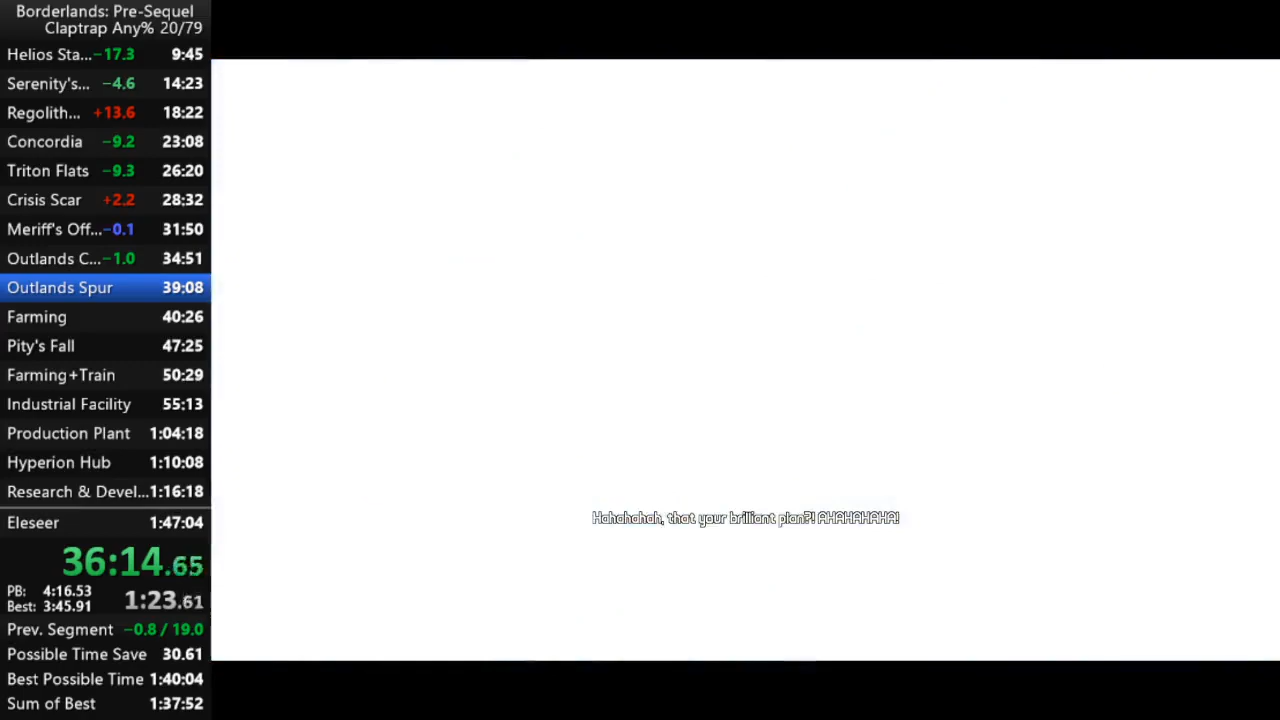 Borderlands: Pre-Sequel
Claptrap Any% 20/79
Helios Sta... −17.3 9:45
Serenity's... −4.6 14:23
Regolith... +13.6 18:22
Concordia −9.2 23:08
Triton Flats −9.3 26:20
Crisis Scar +2.2 28:32
Meriff's Off... −0.1 31:50
Outlands C... −1.0 34:51
Outlands Spur 39:08
Farming 40:26
Pity's Fall 47:25
Farming+Train 50:29
Industrial Facility 55:13
Production Plant 1:04:18
Hyperion Hub 1:10:08
Research & Devel... 1:16:18
Hahahahah, that your brilliant plan?! AHAHAHAHA!
Eleseer 1:47:04
36:14.65
PB: 4:16.53
Best: 3:45.91 1:23.61
Prev. Segment −0.8 / 19.0
Possible Time Save 30.61
Best Possible Time 1:40:04
Sum of Best 1:37:52